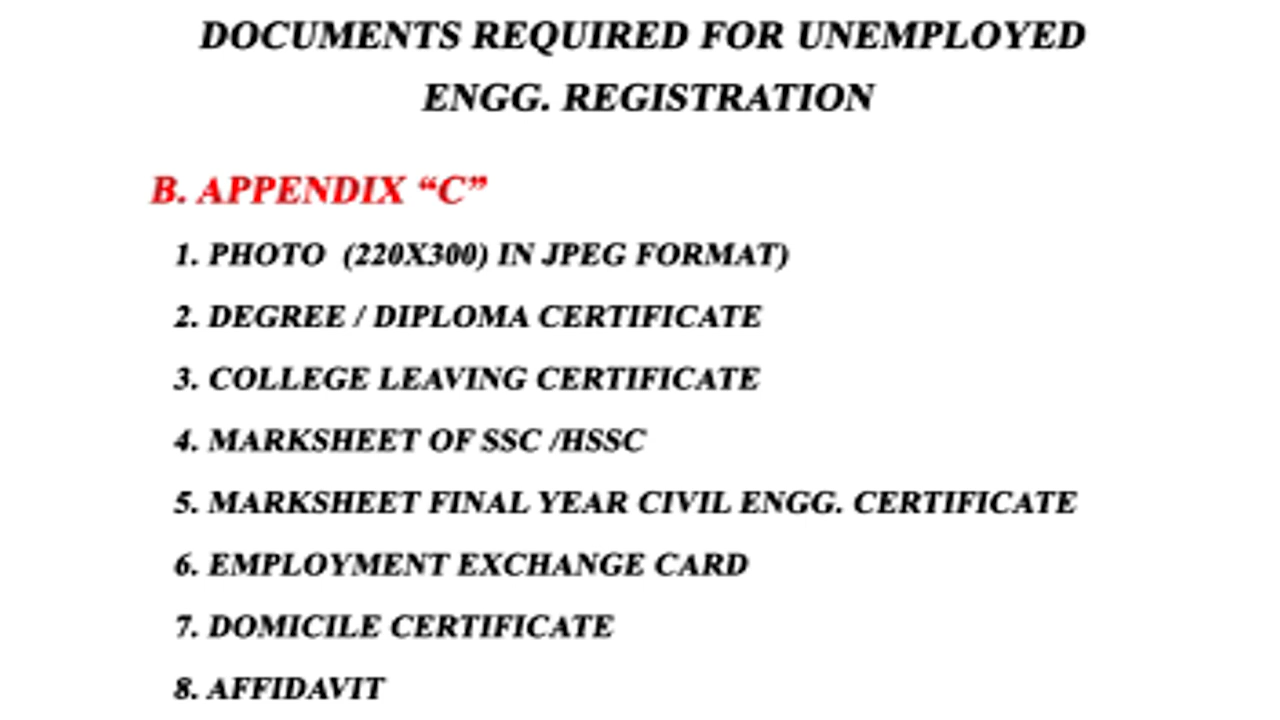 DOCUMENTS REQUIRED FOR UNEMPLOYED
ENGG. REGISTRATION
B. APPENDIX “C”
1. PHOTO (220X300) IN JPEG FORMAT)
2. DEGREE / DIPLOMA CERTIFICATE
3. COLLEGE LEAVING CERTIFICATE
4. MARKSHEET OF SSC /HSSC
5. MARKSHEET FINAL YEAR CIVIL ENGG. CERTIFICATE
6. EMPLOYMENT EXCHANGE CARD
7. DOMICILE CERTIFICATE
8. AFFIDAVIT